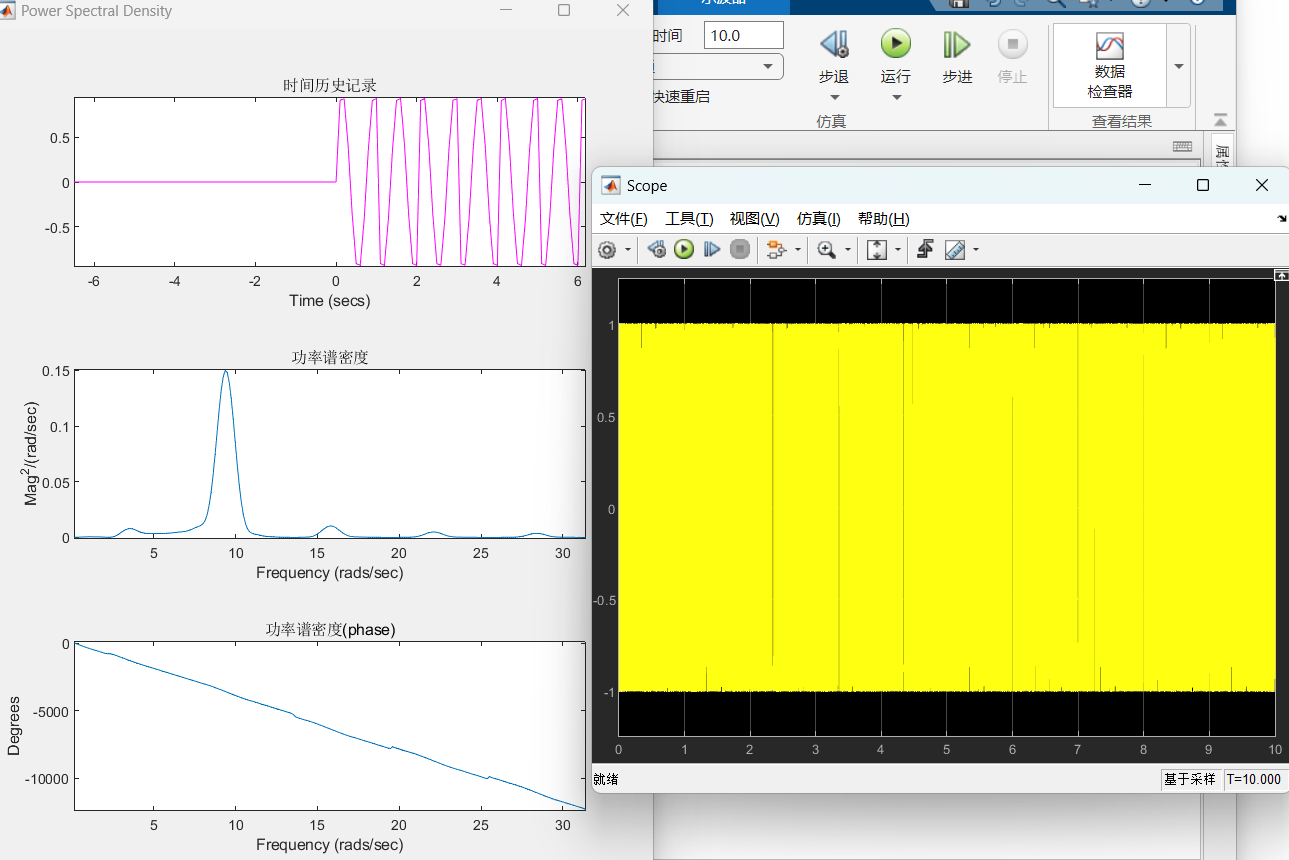 Power Spectral Density
时间历史记录
0.5
0
-0.5
-6 -4 -2 0 2 4 6
Time (secs)
功率谱密度
Mag²/(rad/sec)
0.15
0.1
0.05
0
5 10 15 20 25 30
Frequency (rads/sec)
功率谱密度(phase)
Degrees
0
-5000
-10000
5 10 15 20 25 30
Frequency (rads/sec)
时间 10.0
快速重启
步退
运行
步进
停止
仿真
数据
检查器
查看结果
Scope
文件(F) 工具(T) 视图(V) 仿真(I) 帮助(H)
1
0.5
0
-0.5
-1
0 1 2 3 4 5 6 7 8 9 10
就绪
基于采样 T=10.000